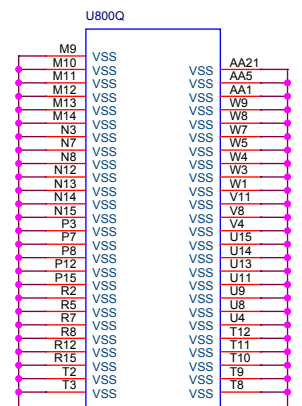 U800Q
M9 VSS
M10 VSS VSS AA21
M11 VSS VSS AA5
M12 VSS VSS AA1
M13 VSS VSS W9
M14 VSS VSS W8
N3 VSS VSS W7
N7 VSS VSS W5
N8 VSS VSS W4
N12 VSS VSS W3
N13 VSS VSS W1
N14 VSS VSS V11
N15 VSS VSS V8
P3 VSS VSS V4
P7 VSS VSS U15
P8 VSS VSS U14
P12 VSS VSS U13
P15 VSS VSS U11
R2 VSS VSS U9
R5 VSS VSS U8
R7 VSS VSS U4
R8 VSS VSS T12
R12 VSS VSS T11
R15 VSS VSS T10
T2 VSS VSS T9
T3 VSS VSS T8